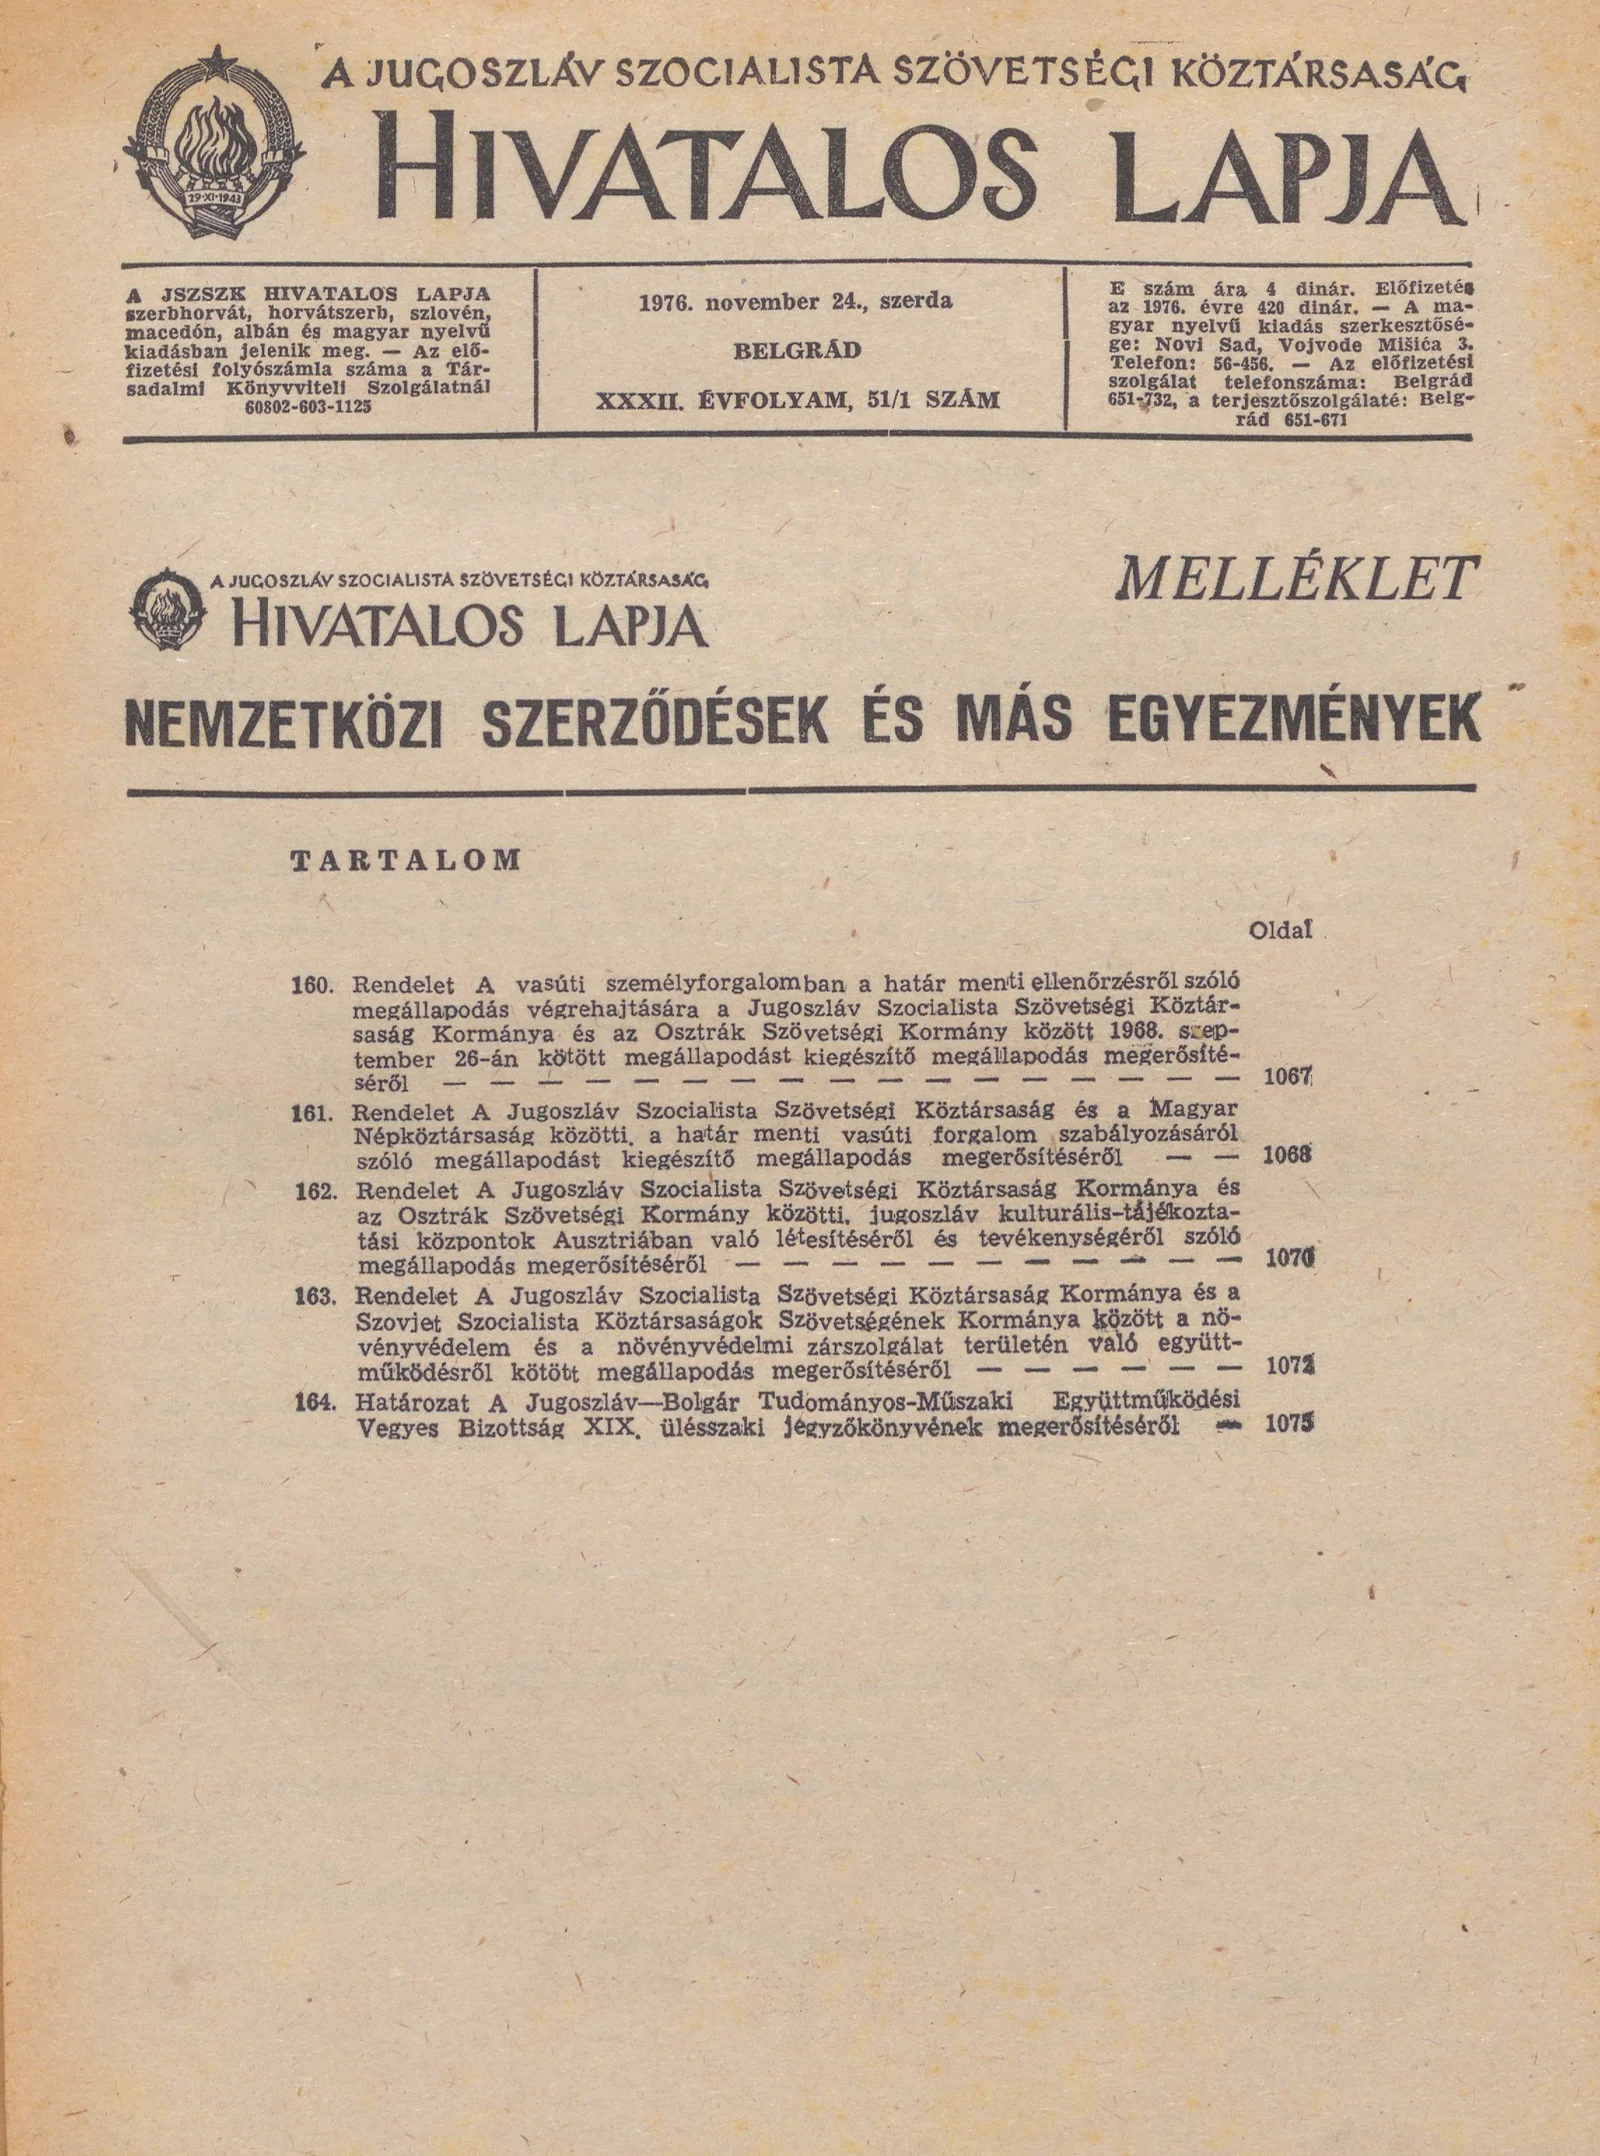 A JUGOSZLÁV SZOCIALISTA SZÖVETSÉGI KÖZTÁRSASÁG
HIVATALOS LAPJA
29·XI·1943
A JSZSZK HIVATALOS LAPJA
szerbhorvát, horvátszerb, szlovén,
macedón, albán és magyar nyelvű
kiadásban jelenik meg. — Az elő-
fizetési folyószámla száma a Tár-
sadalmi Könyvviteli Szolgálatnál
60802-603-1125
1976. november 24., szerda
BELGRÁD
XXXII. ÉVFOLYAM, 51/1 SZÁM
E szám ára 4 dinár. Előfizetés
az 1976. évre 420 dinár. — A ma-
gyar nyelvű kiadás szerkesztősé-
ge: Novi Sad, Vojvode Mišića 3.
Telefon: 56-456. — Az előfizetési
szolgálat telefonszáma: Belgrád
651-732, a terjesztőszolgálaté: Belg-
rád 651-671
A JUGOSZLÁV SZOCIALISTA SZÖVETSÉGI KÖZTÁRSASÁG
HIVATALOS LAPJA
MELLÉKLET
NEMZETKÖZI SZERZŐDÉSEK ÉS MÁS EGYEZMÉNYEK
TARTALOM
Oldal
160. Rendelet A vasúti személyforgalomban a határ menti ellenőrzésről szóló
megállapodás végrehajtására a Jugoszláv Szocialista Szövetségi Köztár-
saság Kormánya és az Osztrák Szövetségi Kormány között 1968. szep-
tember 26-án kötött megállapodást kiegészítő megállapodás megerősíté-
séről — — — — — — — — — — — — — — — — — 1067
161. Rendelet A Jugoszláv Szocialista Szövetségi Köztársaság és a Magyar
Népköztársaság közötti, a határ menti vasúti forgalom szabályozásáról
szóló megállapodást kiegészítő megállapodás megerősítéséről — — 1068
162. Rendelet A Jugoszláv Szocialista Szövetségi Köztársaság Kormánya és
az Osztrák Szövetségi Kormány közötti, jugoszláv kulturális-tájékozta-
tási központok Ausztriában való létesítéséről és tevékenységéről szóló
megállapodás megerősítéséről — — — — — — — — — — — 1070
163. Rendelet A Jugoszláv Szocialista Szövetségi Köztársaság Kormánya és a
Szovjet Szocialista Köztársaságok Szövetségének Kormánya között a nö-
vényvédelem és a növényvédelmi zárszolgálat területén való együtt-
működésről kötött megállapodás megerősítéséről — — — — — — 1072
164. Határozat A Jugoszláv—Bolgár Tudományos-Műszaki Együttműködési
Vegyes Bizottság XIX. ülésszaki jegyzőkönyvének megerősítéséről — 1075